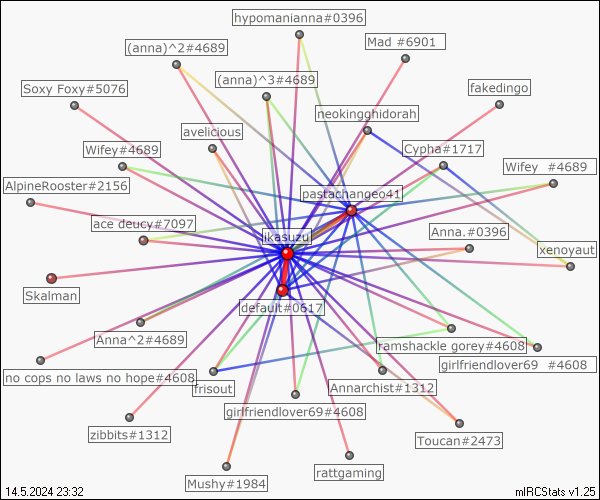 hypomanianna#0396
Mad #6901
(anna)^2#4689
(anna)^3#4689
Soxy Foxy#5076
fakedingo
neokingghidorah
avelicious
Cypha#1717
Wifey#4689
Wifey #4689
AlpineRooster#2156
pastachangeo41
ace deucy#7097
ikasuzu
Anna.#0396
xenoyaut
Skalman
default#0617
Anna^2#4689
ramshackle gorey#4608
girlfriendlover69 #4608
no cops no laws no hope#4608
frisout
Annarchist#1312
girlfriendlover69#4608
zibbits#1312
Toucan#2473
rattgaming
Mushy#1984
14.5.2024 23:32
mIRCStats v1.25